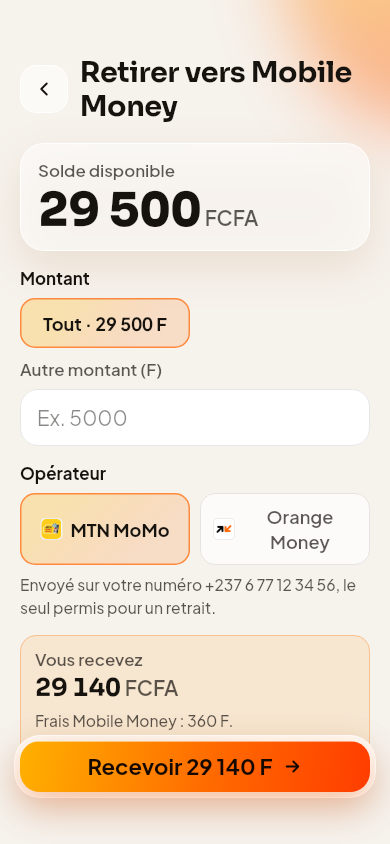 Retirer vers Mobile
Money
Solde disponible
29 500 FCFA
Montant
Tout · 29 500 F
Autre montant (F)
Ex. 5000
Opérateur
MTN MoMo
Orange
Money
Envoyé sur votre numéro +237 6 77 12 34 56, le
seul permis pour un retrait.
Vous recevez
29 140 FCFA
Frais Mobile Money : 360 F.
Recevoir 29 140 F →